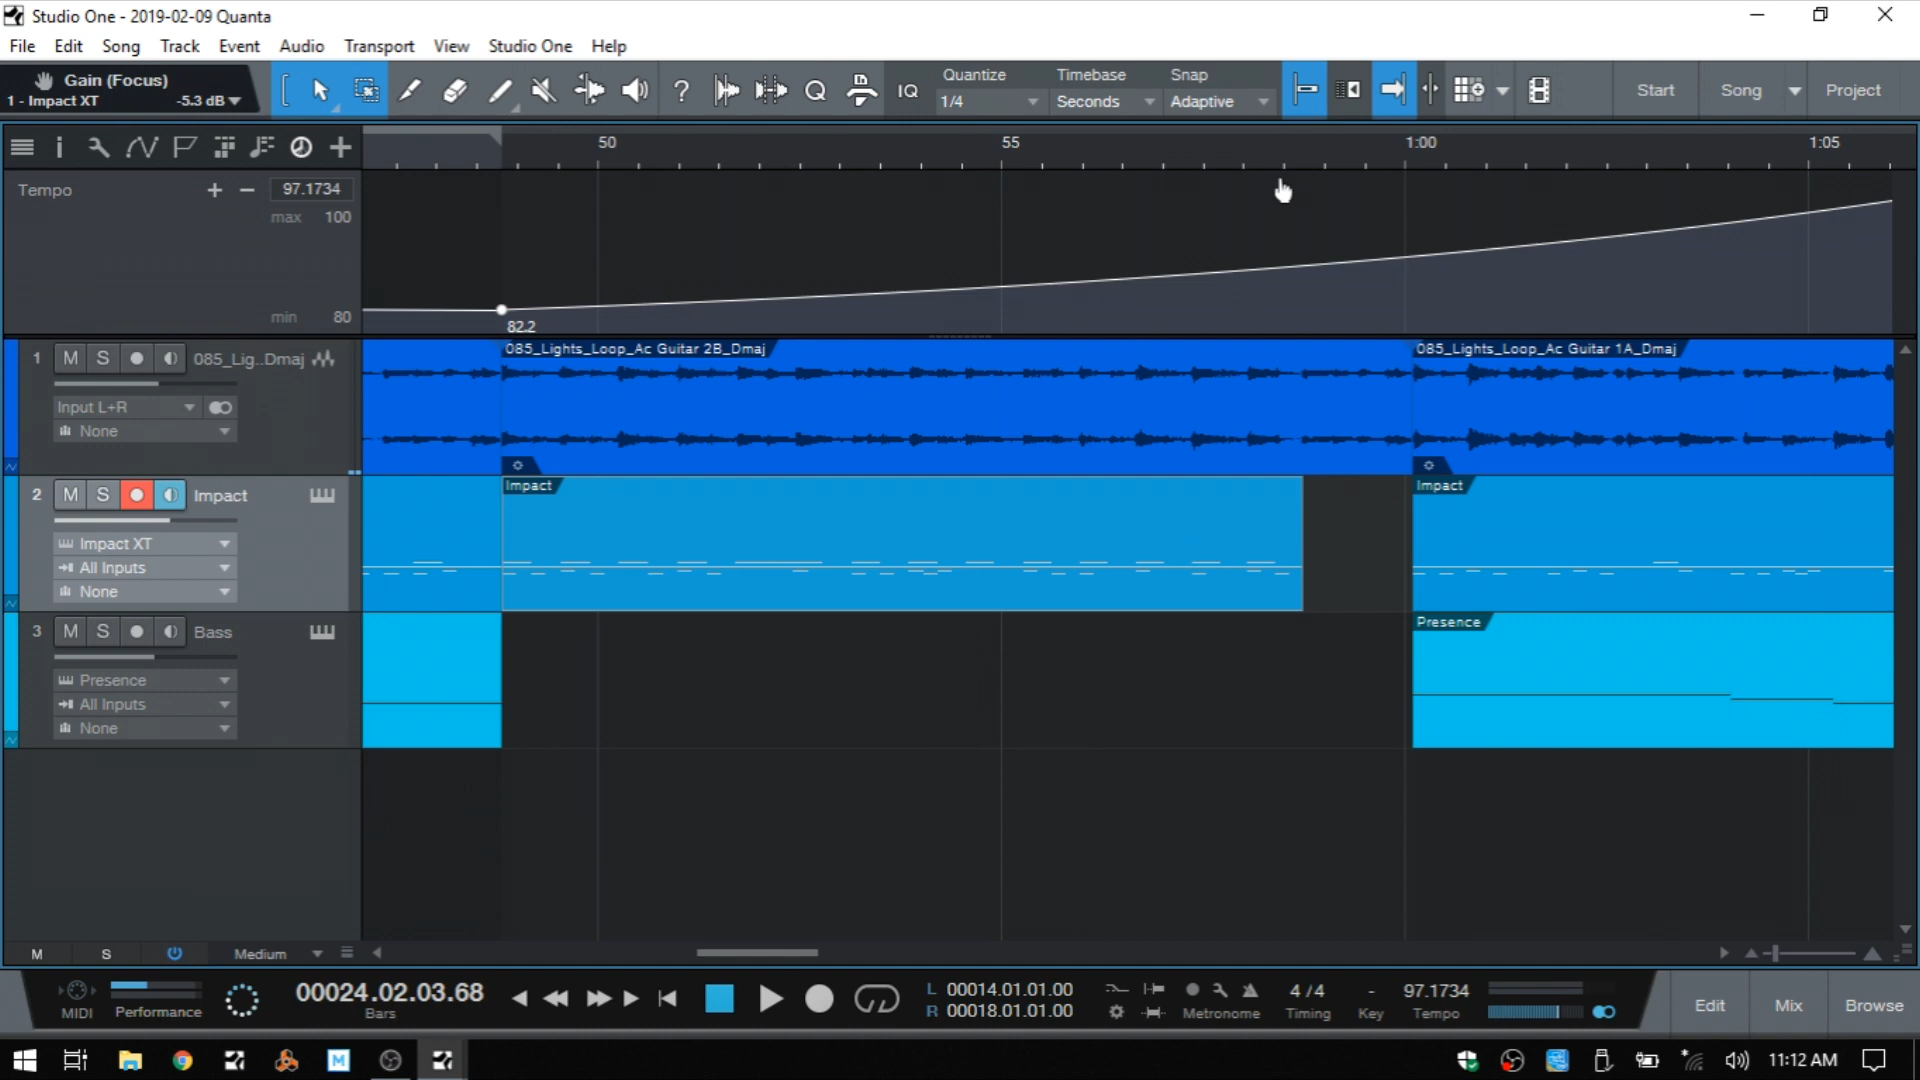 Studio One - 2019-02-09 Quanta
File Edit Song Track Event Audio Transport View Studio One Help
Gain (Focus)
1 - Impact XT -5.3 dB
? Q IQ
Quantize Timebase Snap
1/4 Seconds Adaptive
Start Song Project
50 55 1:00 1:05
Tempo + − 97.1734
max 100
min 80
82.2
1 M S 085_Lig..Dmaj
Input L+R
None
085_Lights_Loop_Ac Guitar 2B_Dmaj
085_Lights_Loop_Ac Guitar 1A_Dmaj
2 M S Impact
Impact XT
All Inputs
None
Impact
Impact
3 M S Bass
Presence
All Inputs
None
Presence
M S Medium
MIDI
Performance
00024.02.03.68
Bars
L 00014.01.01.00
R 00018.01.01.00
Metronome
4 / 4
Timing
-
Key
97.1734
Tempo
Edit Mix Browse
M
11:12 AM